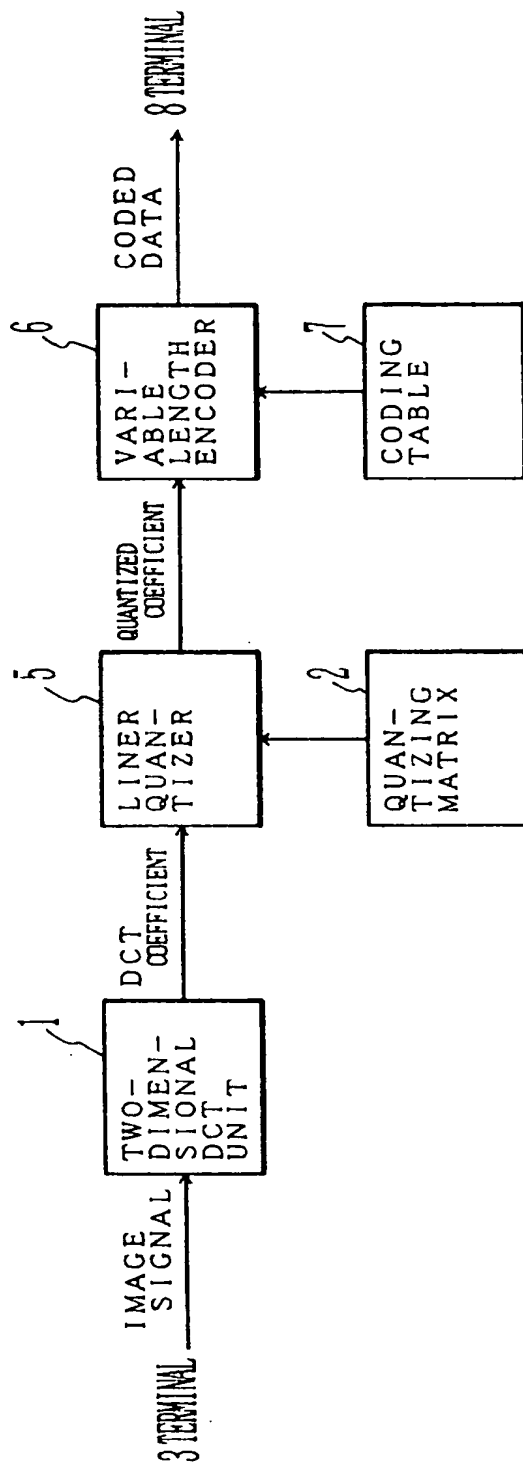 3 TERMINAL
IMAGE
SIGNAL
1
TWO-
DIMEN-
SIONAL
DCT
UNIT
DCT
COEFFICIENT
5
LINER
QUAN-
TIZER
QUANTIZED
COEFFICIENT
6
VARI-
ABLE
LENGTH
ENCODER
CODED
DATA
8 TERMINAL
2
QUAN-
TIZING
MATRIX
7
CODING
TABLE